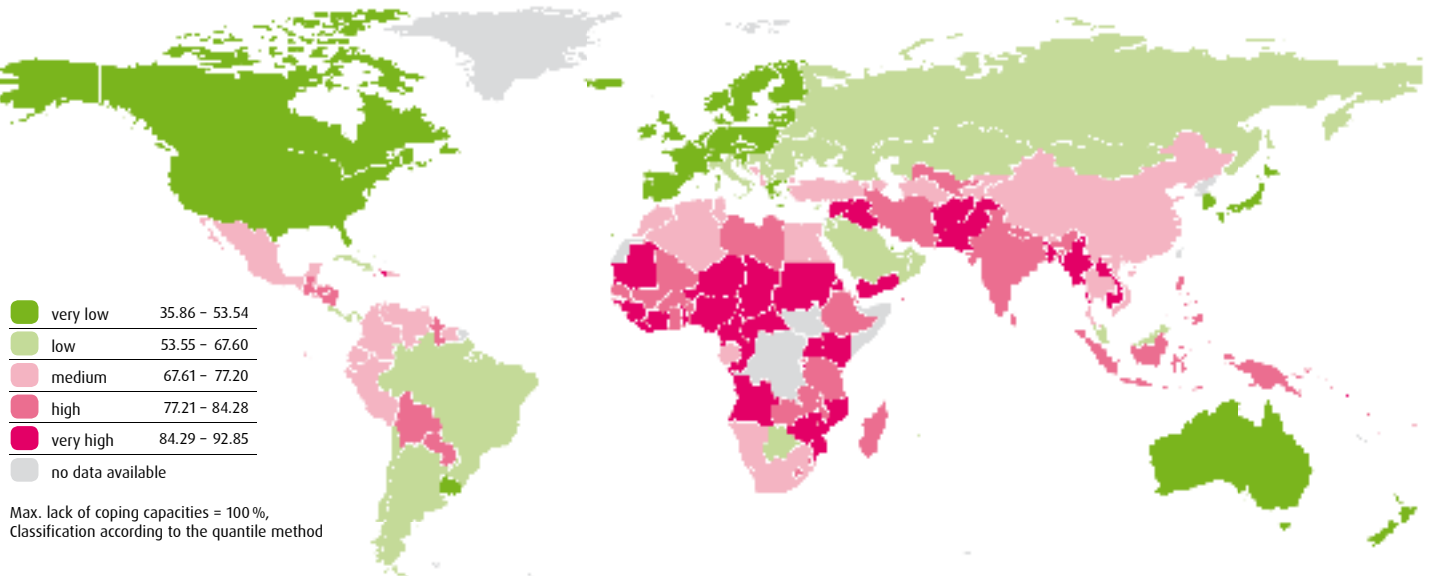 very low 35.86 – 53.54
low 53.55 – 67.60
medium 67.61 – 77.20
high 77.21 – 84.28
very high 84.29 – 92.85
no data available
Max. lack of coping capacities = 100 %,
Classification according to the quantile method